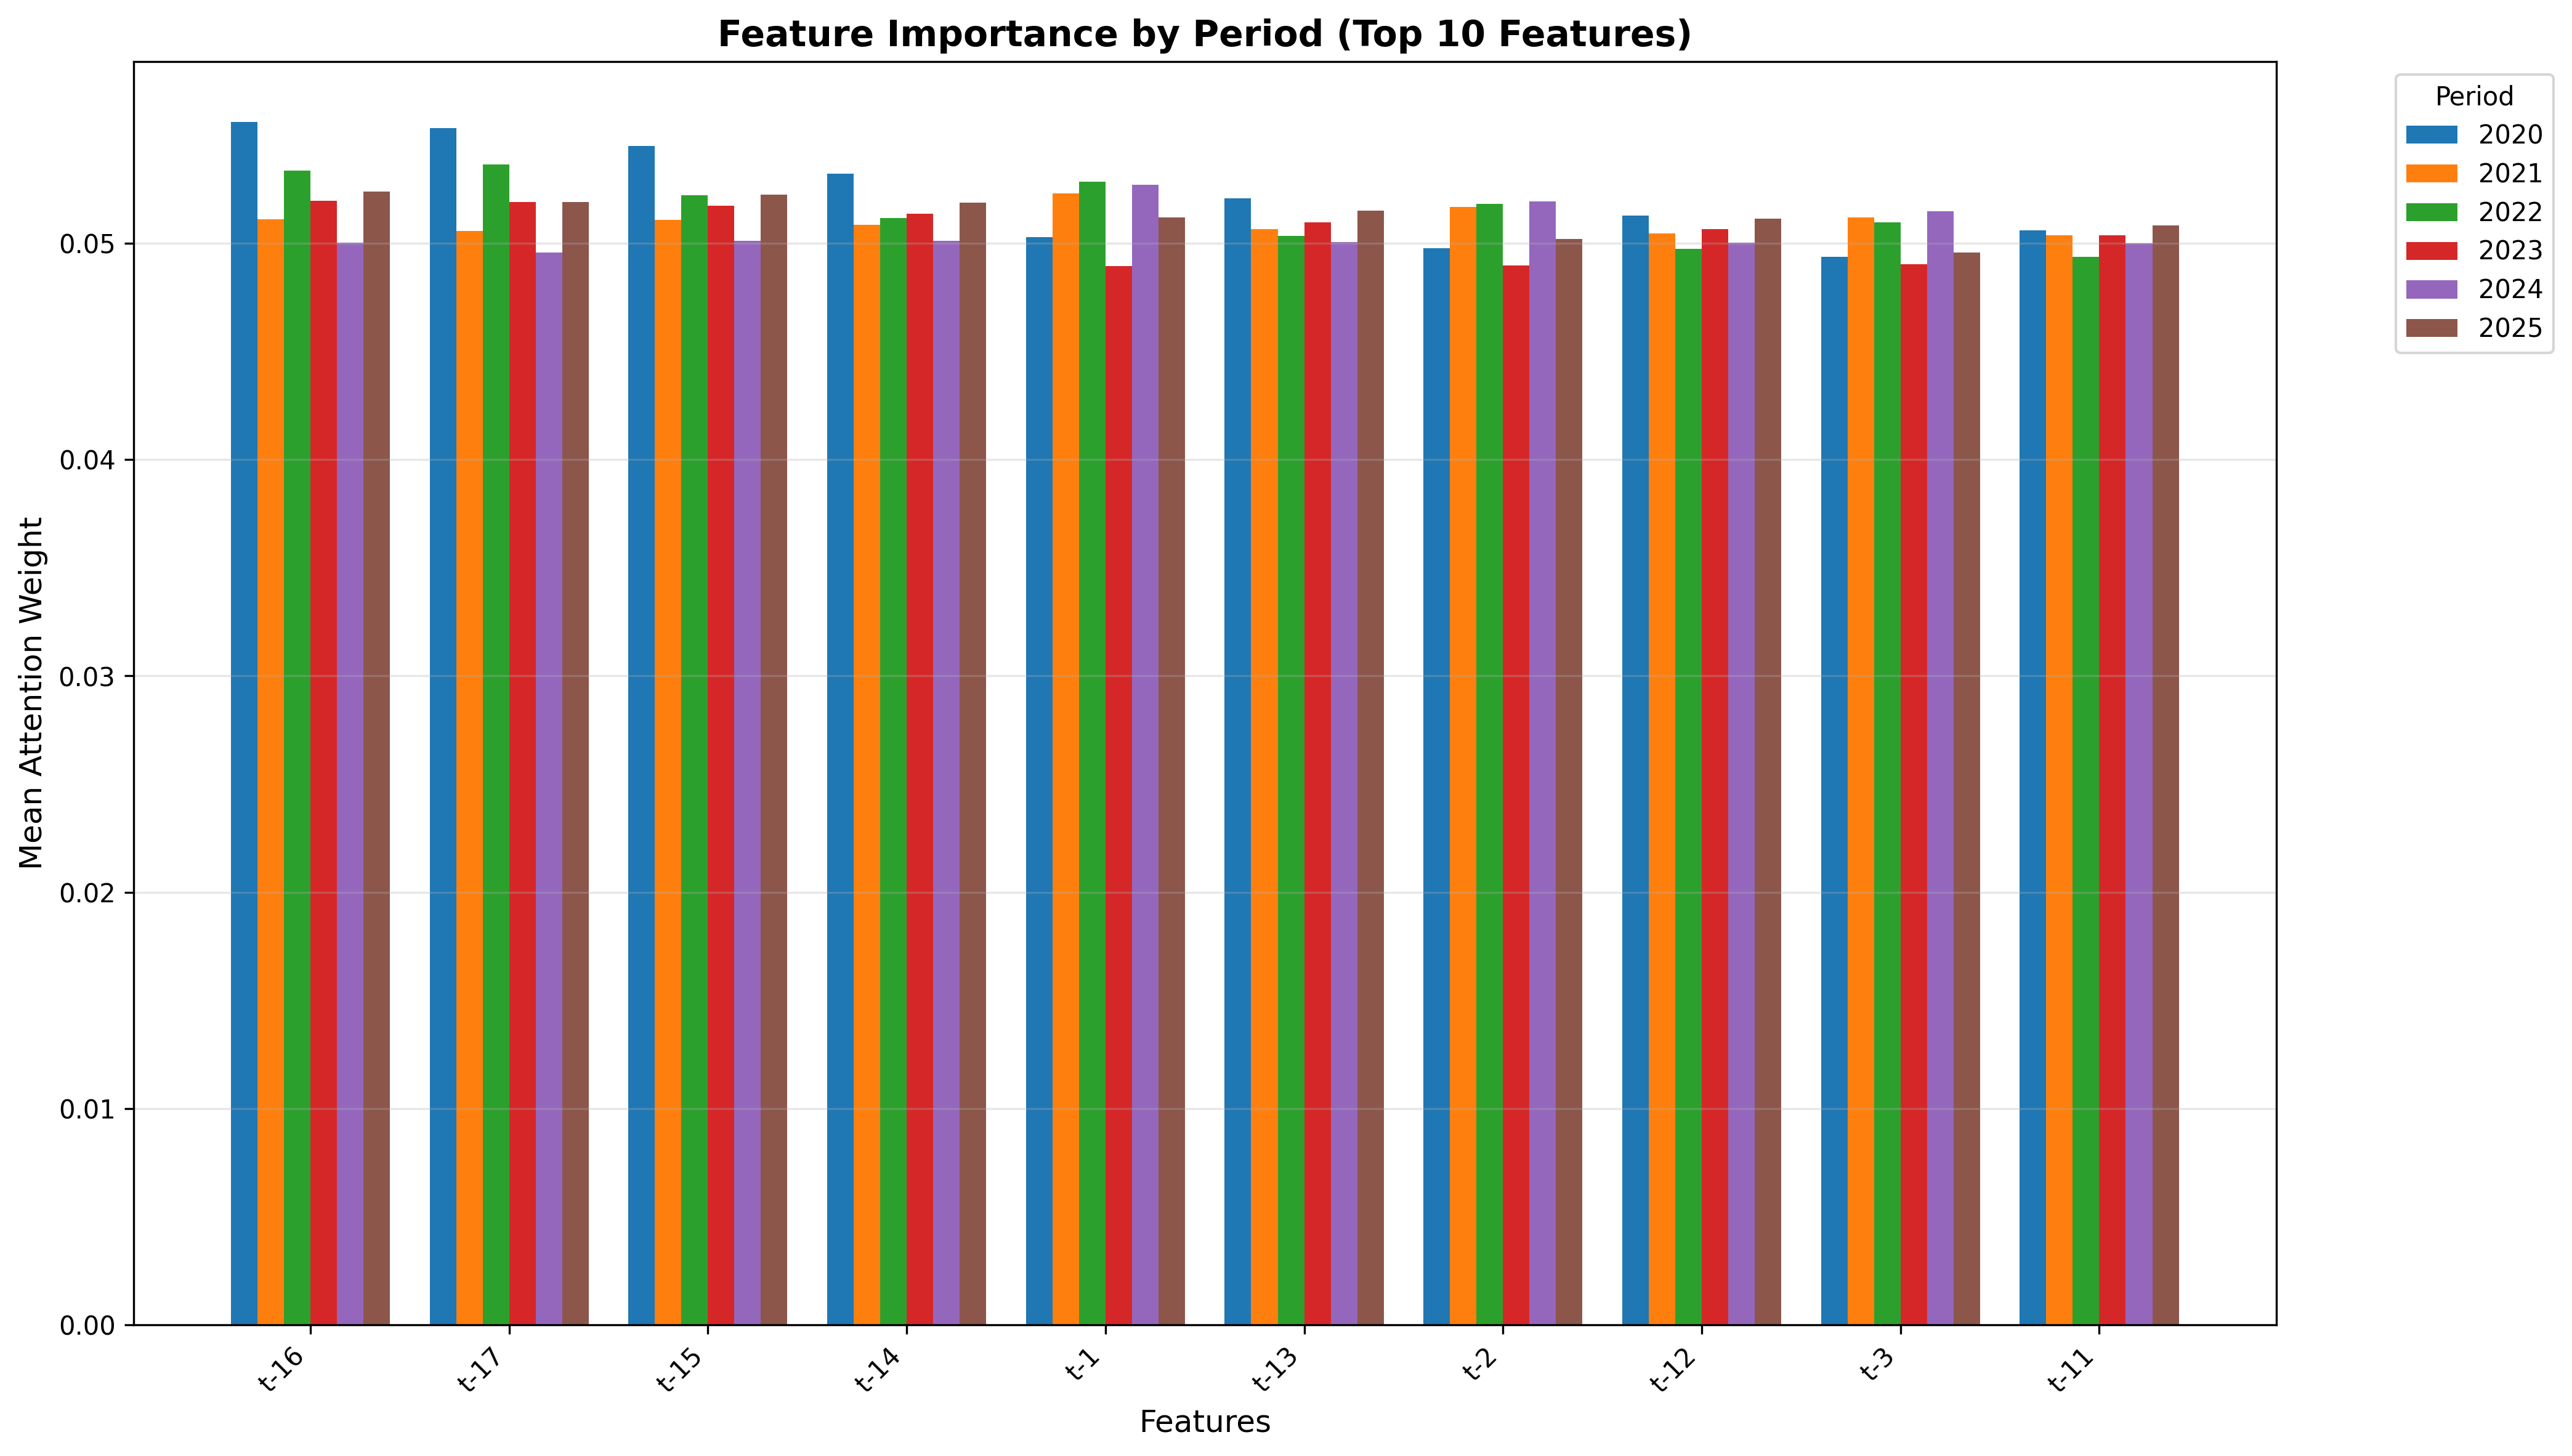 Feature Importance by Period (Top 10 Features)
Period
2020
2021
2022
2023
2024
2025
Mean Attention Weight
0.05
0.04
0.03
0.02
0.01
0.00
t-16
t-17
t-15
t-14
t-1
t-13
t-2
t-12
t-3
t-11
Features